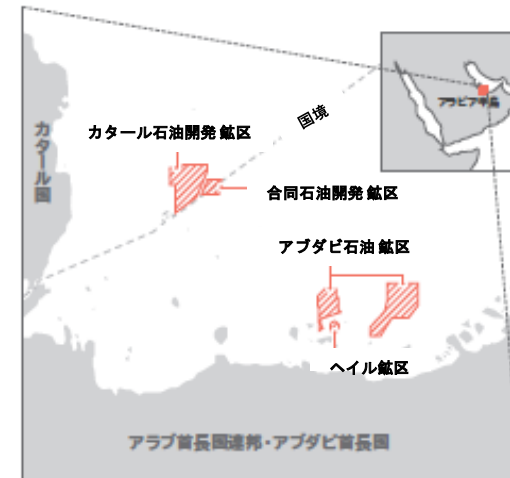 アラビア半島
国境
カタール石油開発 鉱区
カタール国
合同石油開発 鉱区
アブダビ石油 鉱区
ヘイル鉱区
アラブ首長国連邦・アブダビ首長国